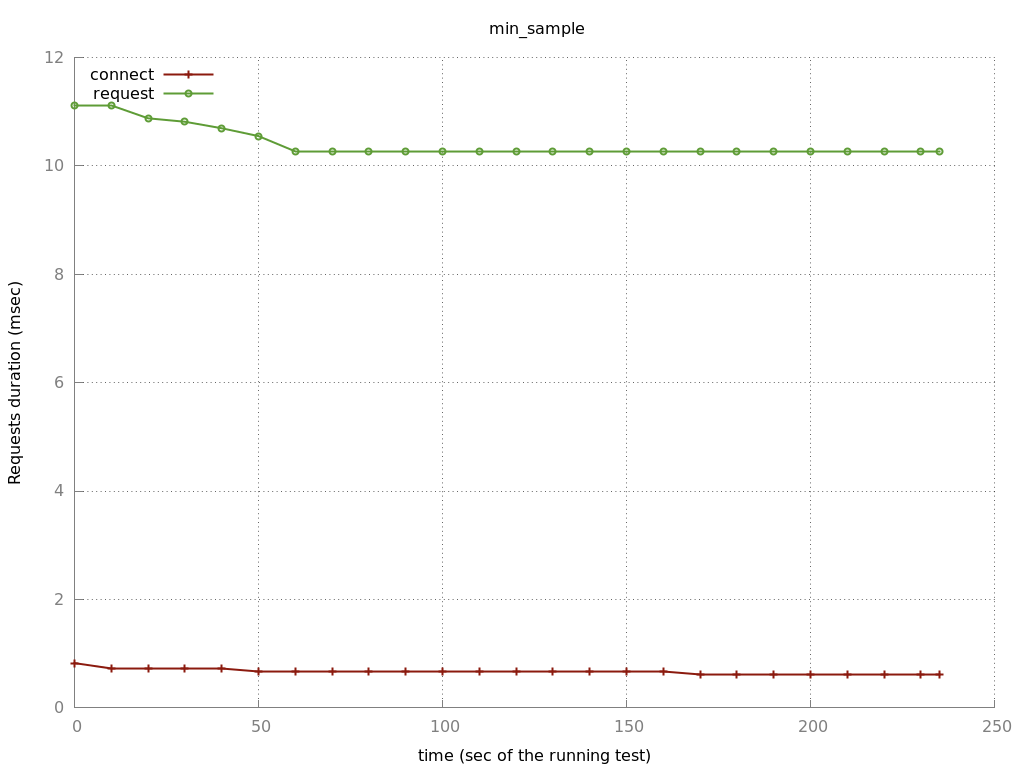 min_sample
12
10
8
6
4
2
0
connect
request
Requests duration (msec)
0 50 100 150 200 250
time (sec of the running test)